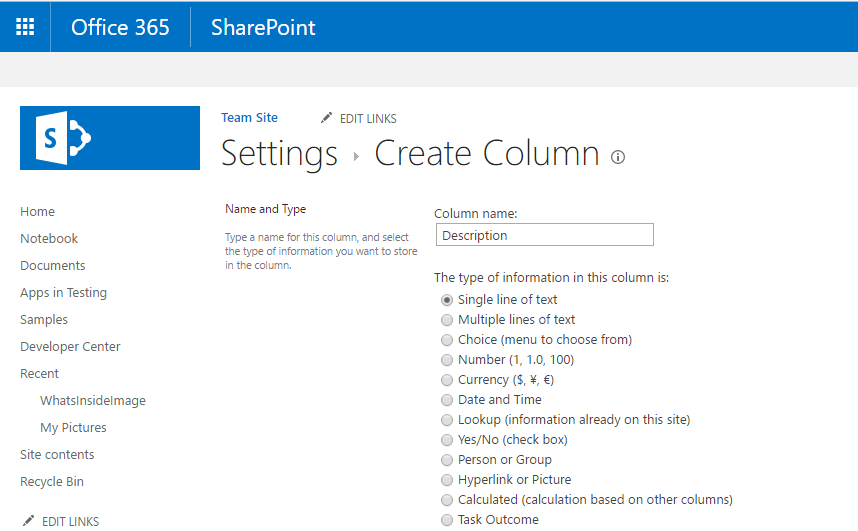 Office 365
SharePoint
S
Team Site
EDIT LINKS
Settings
Create Column
Home
Notebook
Documents
Apps in Testing
Samples
Developer Center
Recent
WhatsInsideImage
My Pictures
Site contents
Recycle Bin
EDIT LINKS
Name and Type
Type a name for this column, and select
the type of information you want to store
in the column.
Column name:
Description
The type of information in this column is:
Single line of text
Multiple lines of text
Choice (menu to choose from)
Number (1, 1.0, 100)
Currency ($, ¥, €)
Date and Time
Lookup (information already on this site)
Yes/No (check box)
Person or Group
Hyperlink or Picture
Calculated (calculation based on other columns)
Task Outcome